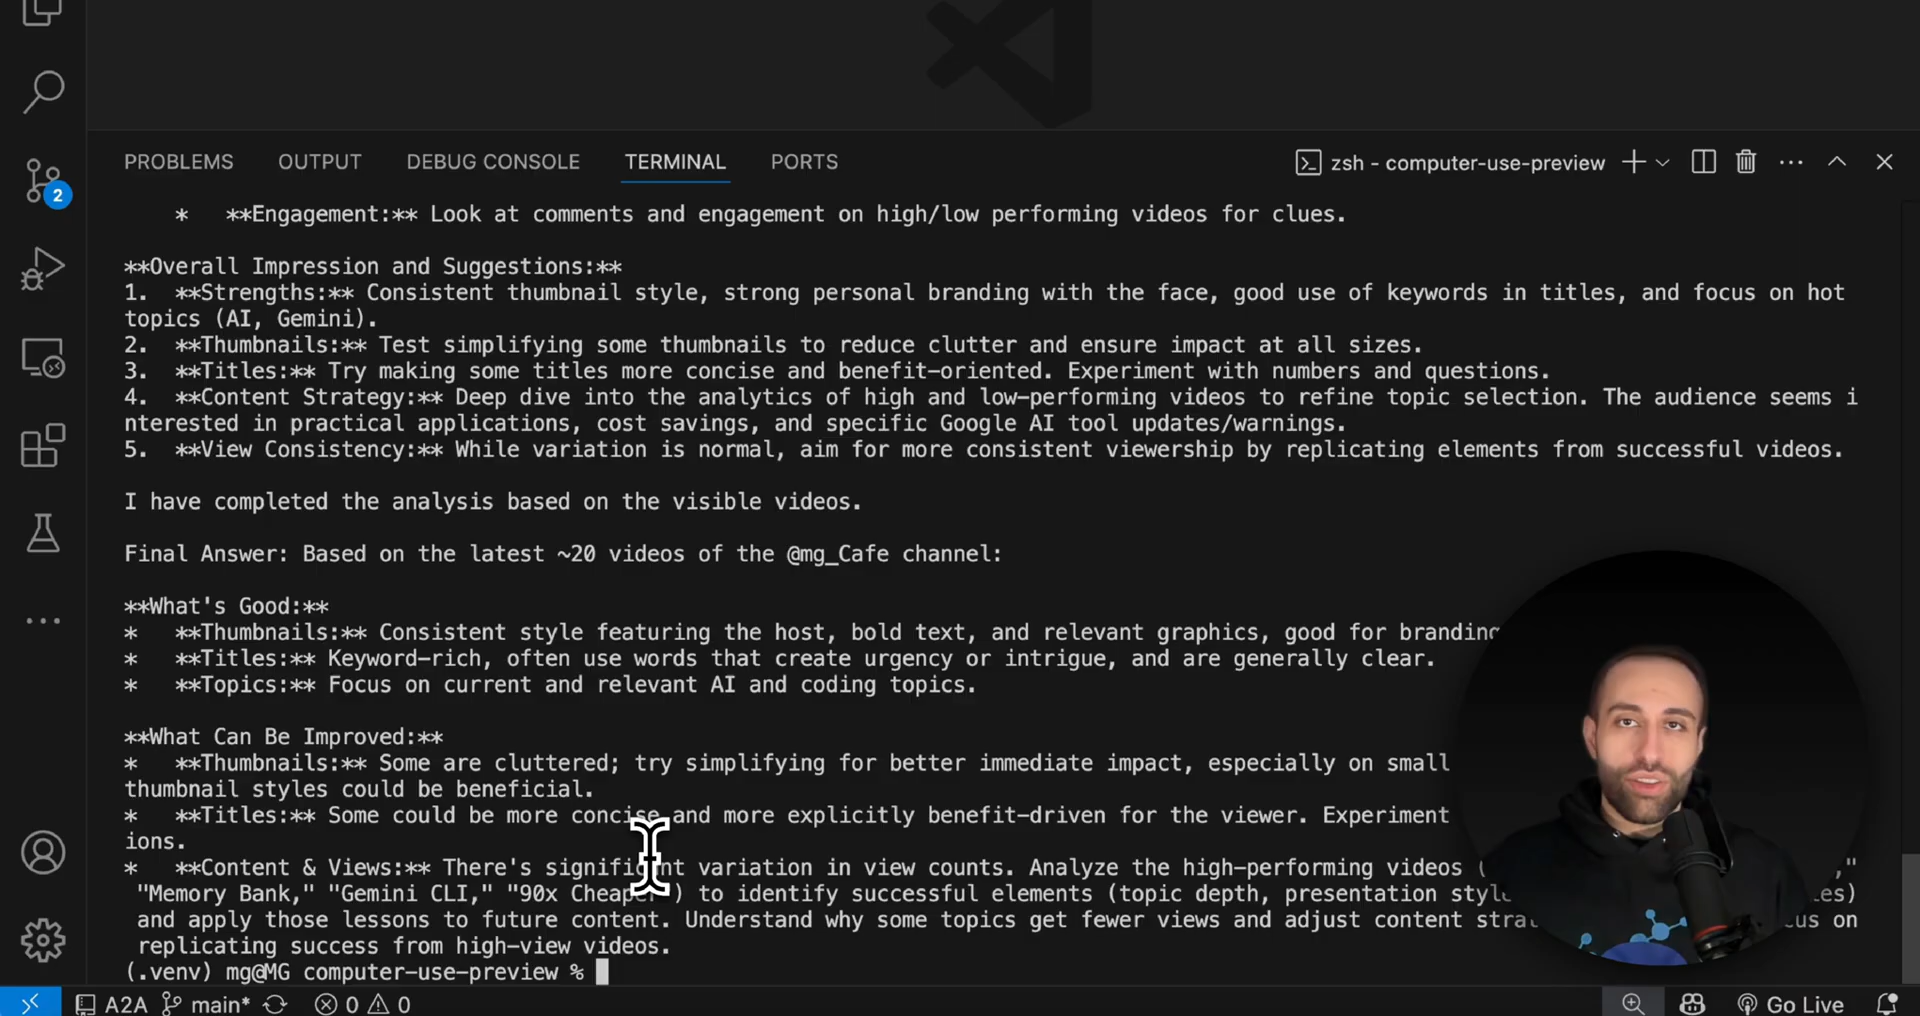 PROBLEMS OUTPUT DEBUG CONSOLE TERMINAL PORTS zsh - computer-use-preview
2
* **Engagement:** Look at comments and engagement on high/low performing videos for clues.
**Overall Impression and Suggestions:**
1. **Strengths:** Consistent thumbnail style, strong personal branding with the face, good use of keywords in titles, and focus on hot
topics (AI, Gemini).
2. **Thumbnails:** Test simplifying some thumbnails to reduce clutter and ensure impact at all sizes.
3. **Titles:** Try making some titles more concise and benefit-oriented. Experiment with numbers and questions.
4. **Content Strategy:** Deep dive into the analytics of high and low-performing videos to refine topic selection. The audience seems i
nterested in practical applications, cost savings, and specific Google AI tool updates/warnings.
5. **View Consistency:** While variation is normal, aim for more consistent viewership by replicating elements from successful videos.
I have completed the analysis based on the visible videos.
Final Answer: Based on the latest ~20 videos of the @mg_Cafe channel:
**What's Good:**
* **Thumbnails:** Consistent style featuring the host, bold text, and relevant graphics, good for branding
* **Titles:** Keyword-rich, often use words that create urgency or intrigue, and are generally clear.
* **Topics:** Focus on current and relevant AI and coding topics.
**What Can Be Improved:**
* **Thumbnails:** Some are cluttered; try simplifying for better immediate impact, especially on small
thumbnail styles could be beneficial.
* **Titles:** Some could be more concise and more explicitly benefit-driven for the viewer. Experiment
ions.
* **Content & Views:** There's significant variation in view counts. Analyze the high-performing videos ( ,"
"Memory Bank," "Gemini CLI," "90x Cheaper") to identify successful elements (topic depth, presentation styl les)
and apply those lessons to future content. Understand why some topics get fewer views and adjust content stra cus on
replicating success from high-view videos.
(.venv) mg@MG computer-use-preview %
A2A main* 0 0 Go Live